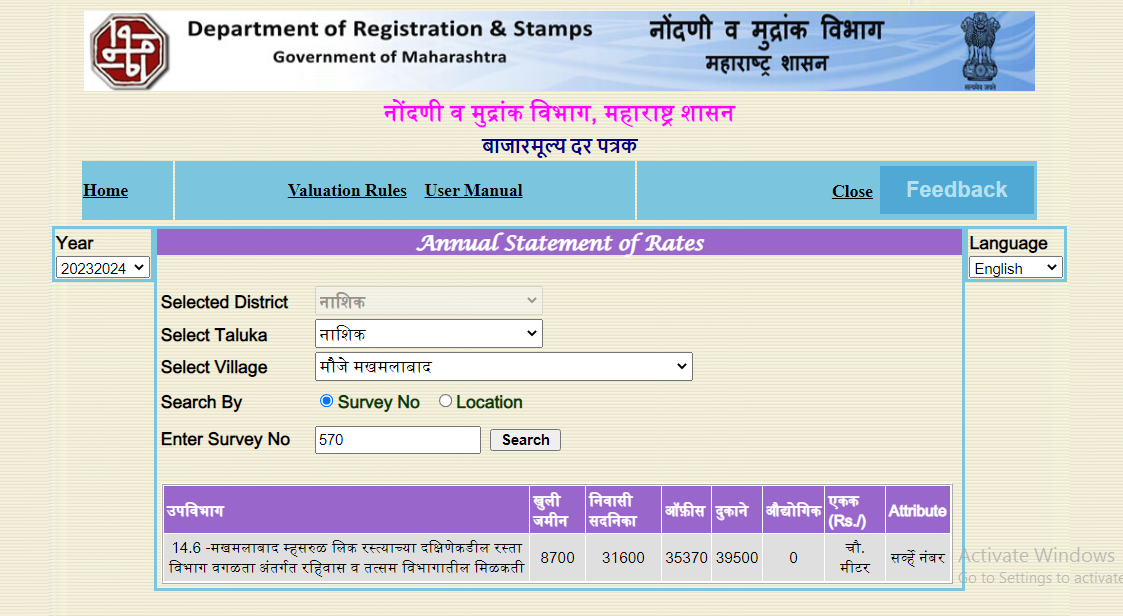 Department of Registration & Stamps
Government of Maharashtra
नोंदणी व मुद्रांक विभाग
महाराष्ट्र शासन
नोंदणी व मुद्रांक विभाग, महाराष्ट्र शासन
बाजारमूल्य दर पत्रक
Home Valuation Rules User Manual Close Feedback
Year
20232024
Annual Statement of Rates
Language
English
Selected District नाशिक
Select Taluka नाशिक
Select Village मौजे मखमलाबाद
Search By Survey No Location
Enter Survey No 570 Search
उपविभाग खुली जमीन निवासी सदनिका ऑफ़ीस दुकाने औद्योगिक एकक (Rs./) Attribute
14.6 -मखमलाबाद म्हसरुळ लिंक रस्त्याच्या दक्षिणेकडील रस्ता
विभाग वगळता अंतर्गत रहिवास व तत्सम विभागातील मिळकती
8700 31600 35370 39500 0 चौ. मीटर सर्व्हे नंबर
Activate Windows
Go to Settings to activate